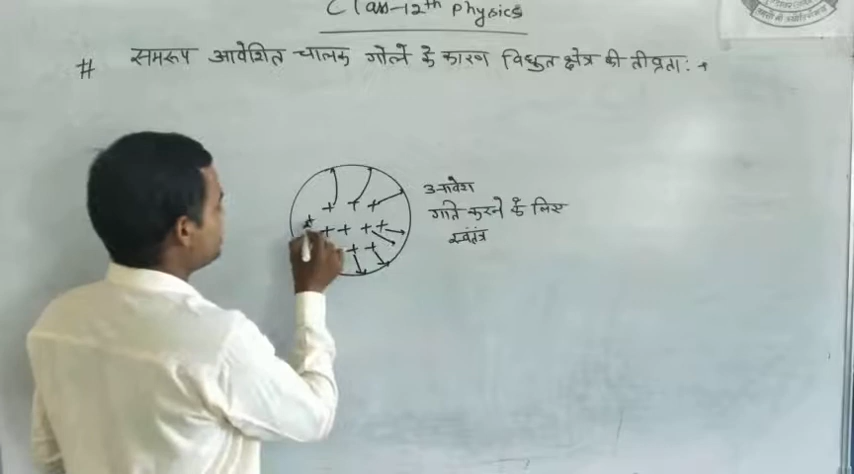 Class-12th Physics
# समरूप आवेशित चालक गोले के कारण विद्युत क्षेत्र की तीव्रता :→
आवेश
गति करने के लिए
स्वतंत्र